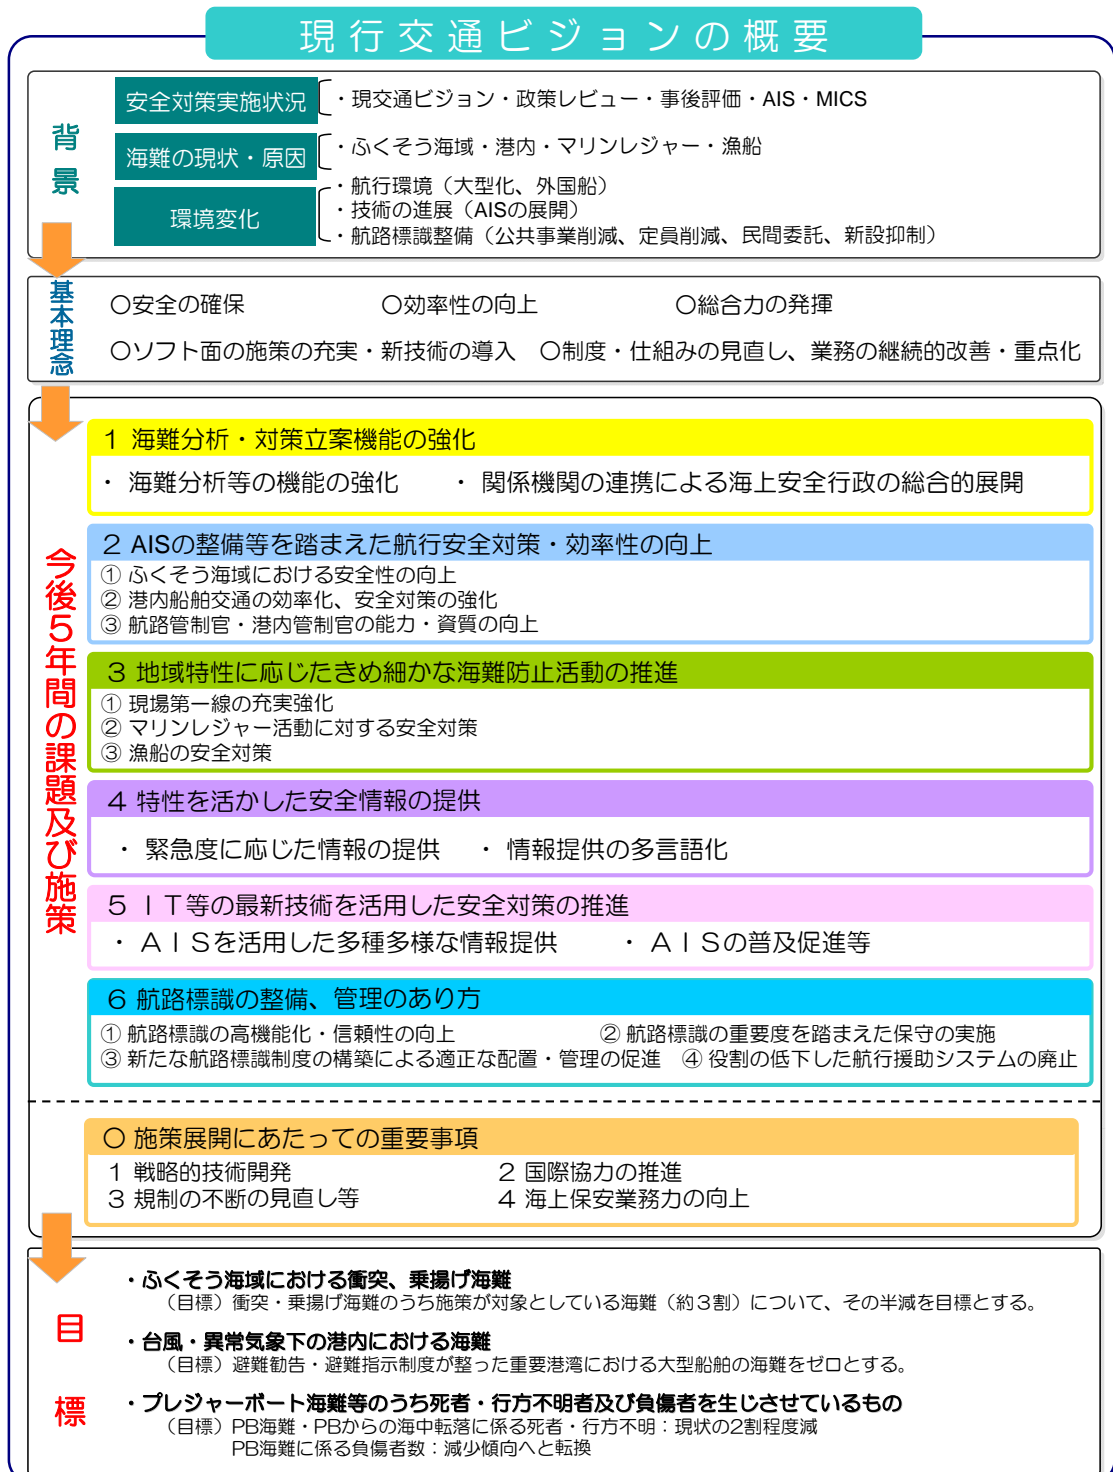 現行交通ビジョンの概要
背景
安全対策実施状況
・現交通ビジョン・政策レビュー・事後評価・AIS・MICS
海難の現状・原因
・ふくそう海域・港内・マリンレジャー・漁船
環境変化
・航行環境（大型化、外国船）
・技術の進展（AISの展開）
・航路標識整備（公共事業削減、定員削減、民間委託、新設抑制）
基本理念
〇安全の確保 〇効率性の向上 〇総合力の発揮
〇ソフト面の施策の充実・新技術の導入 〇制度・仕組みの見直し、業務の継続的改善・重点化
今後５年間の課題及び施策
１ 海難分析・対策立案機能の強化
・ 海難分析等の機能の強化 ・ 関係機関の連携による海上安全行政の総合的展開
２ AISの整備等を踏まえた航行安全対策・効率性の向上
① ふくそう海域における安全性の向上
② 港内船舶交通の効率化、安全対策の強化
③ 航路管制官・港内管制官の能力・資質の向上
３ 地域特性に応じたきめ細かな海難防止活動の推進
① 現場第一線の充実強化
② マリンレジャー活動に対する安全対策
③ 漁船の安全対策
４ 特性を活かした安全情報の提供
・ 緊急度に応じた情報の提供 ・ 情報提供の多言語化
５ ＩＴ等の最新技術を活用した安全対策の推進
・ ＡＩＳを活用した多種多様な情報提供 ・ ＡＩＳの普及促進等
６ 航路標識の整備、管理のあり方
① 航路標識の高機能化・信頼性の向上 ② 航路標識の重要度を踏まえた保守の実施
③ 新たな航路標識制度の構築による適正な配置・管理の促進 ④ 役割の低下した航行援助システムの廃止
〇 施策展開にあたっての重要事項
１ 戦略的技術開発 ２ 国際協力の推進
３ 規制の不断の見直し等 ４ 海上保安業務力の向上
目標
・ふくそう海域における衝突、乗揚げ海難
（目標）衝突・乗揚げ海難のうち施策が対象としている海難（約３割）について、その半減を目標とする。
・台風・異常気象下の港内における海難
（目標）避難勧告・避難指示制度が整った重要港湾における大型船舶の海難をゼロとする。
・プレジャーボート海難等のうち死者・行方不明者及び負傷者を生じさせているもの
（目標）PB海難・PBからの海中転落に係る死者・行方不明：現状の2割程度減
PB海難に係る負傷者数：減少傾向へと転換